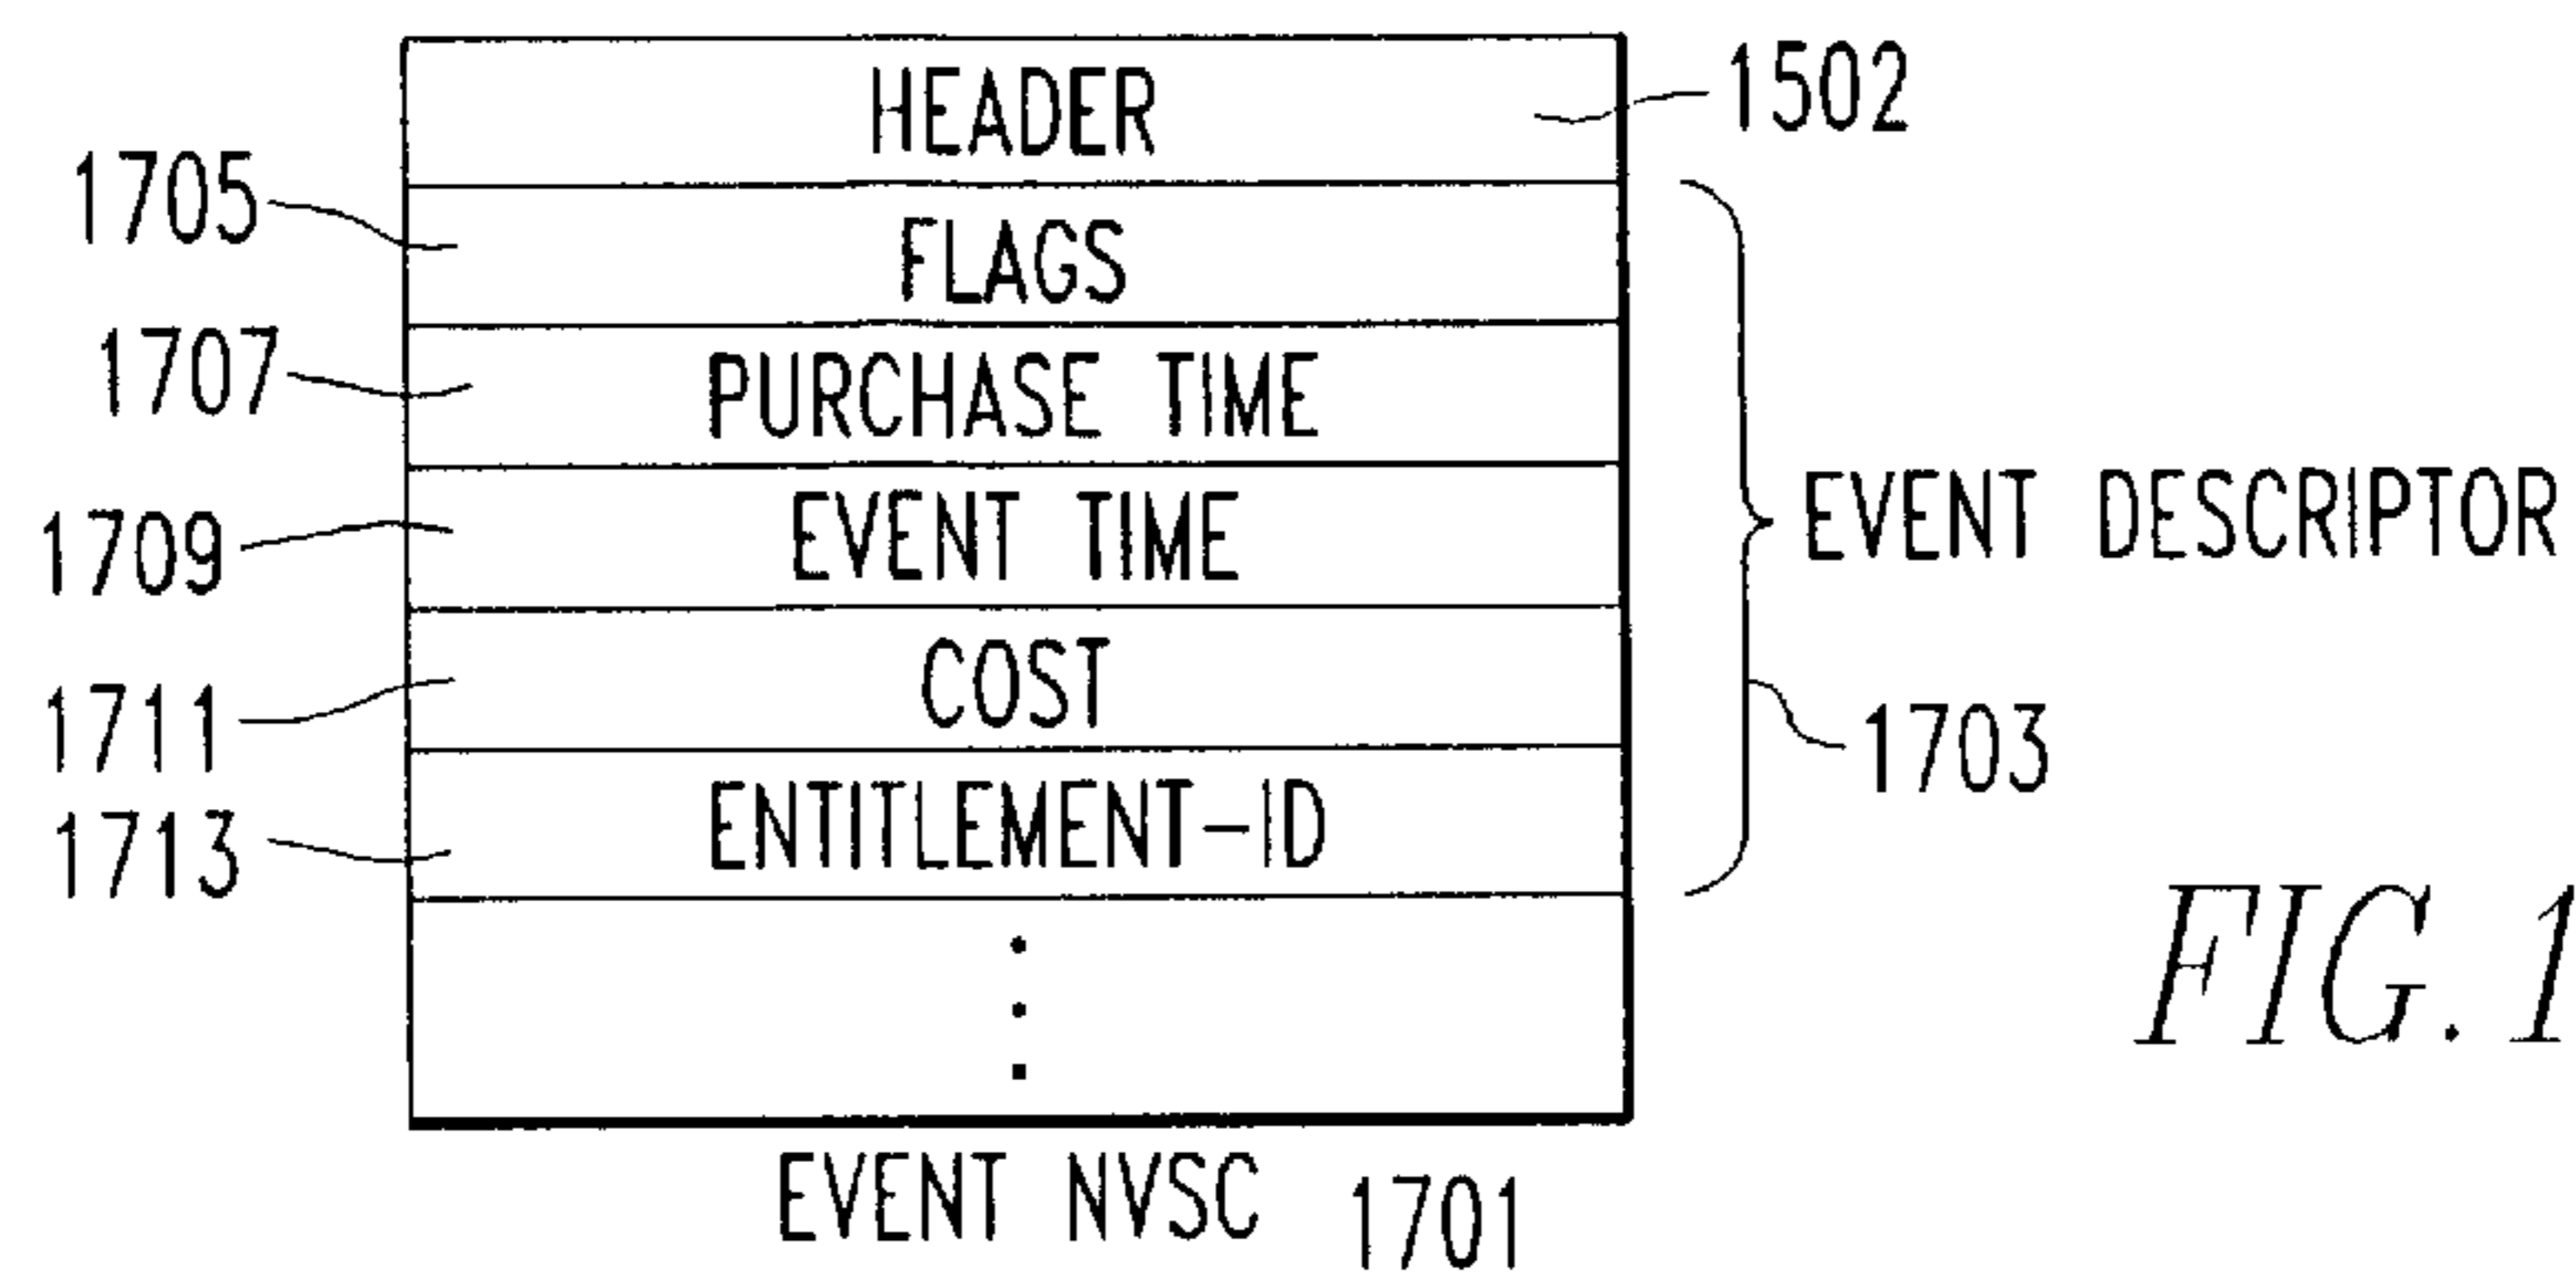 HEADER
1502
1705
FLAGS
1707
PURCHASE TIME
1709
EVENT TIME
EVENT DESCRIPTOR
1711
COST
1703
1713
ENTITLEMENT-ID
FIG. 1
EVENT NVSC 1701